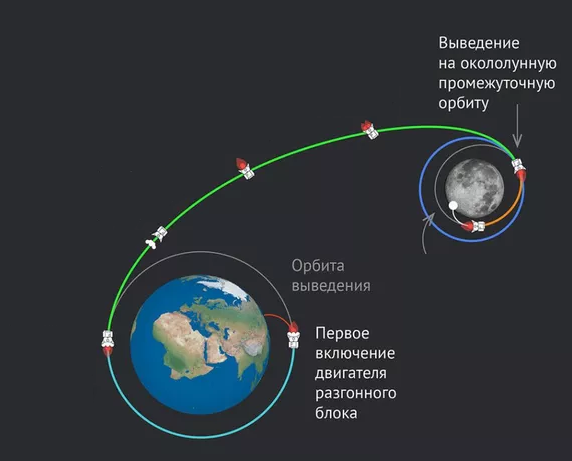 Выведение
на окололунную
промежуточную
орбиту
Орбита
выведения
Первое
включение
двигателя
разгонного
блока